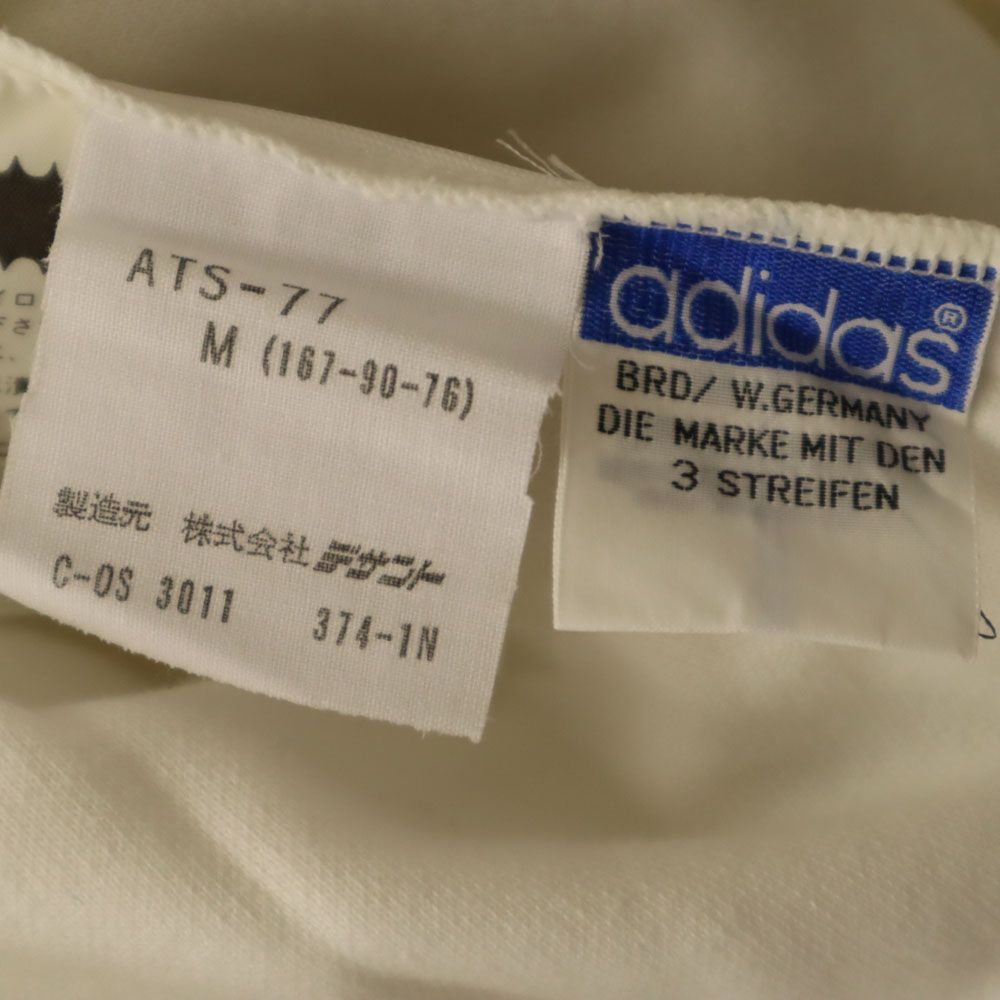 ATS-77
M (167-90-76)
製造元 株式会社デサント
C-OS 3011 374-1N
adidas®
BRD/ W.GERMANY
DIE MARKE MIT DEN
3 STREIFEN